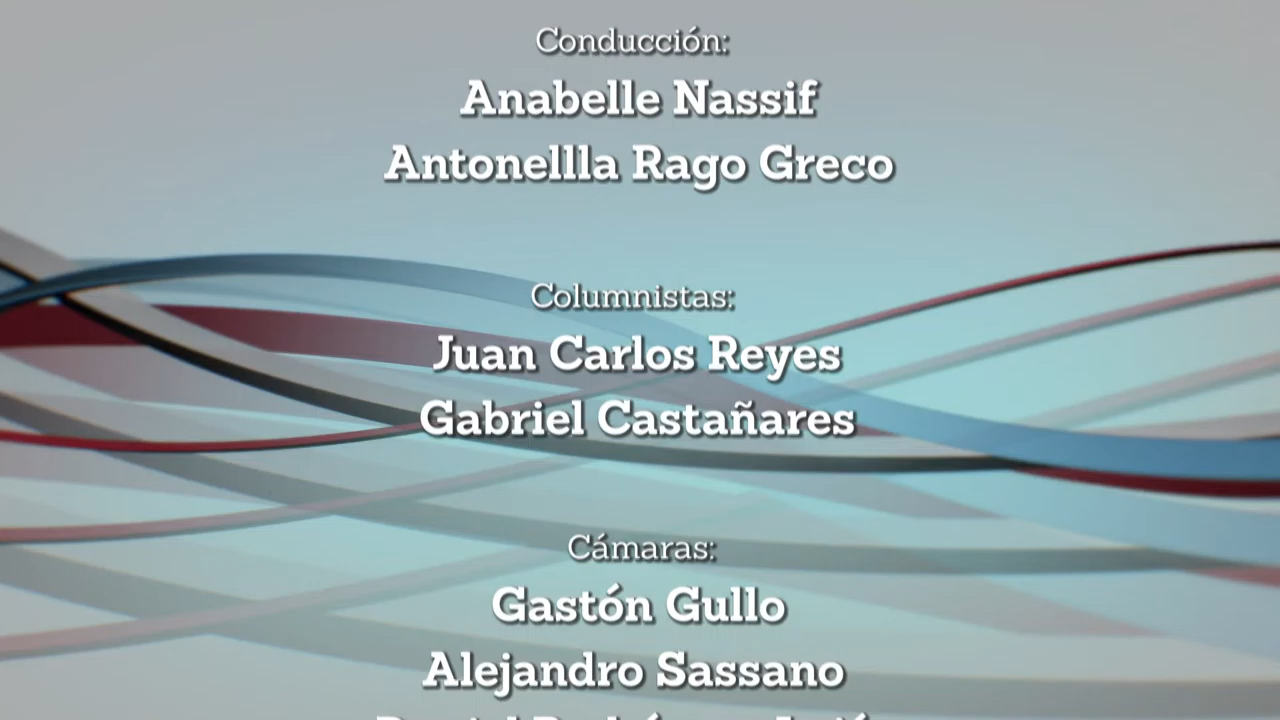 Conducción:
Anabelle Nassif
Antonellla Rago Greco
Columnistas:
Juan Carlos Reyes
Gabriel Castañares
Cámaras:
Gastón Gullo
Alejandro Sassano